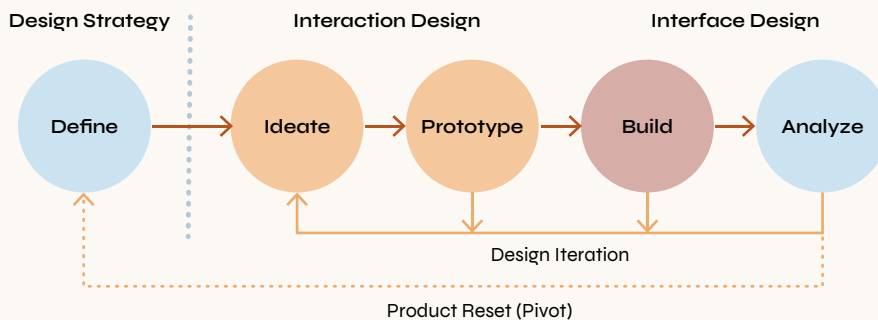 Design Strategy
Interaction Design
Interface Design
Define
Ideate
Prototype
Build
Analyze
Design Iteration
Product Reset (Pivot)